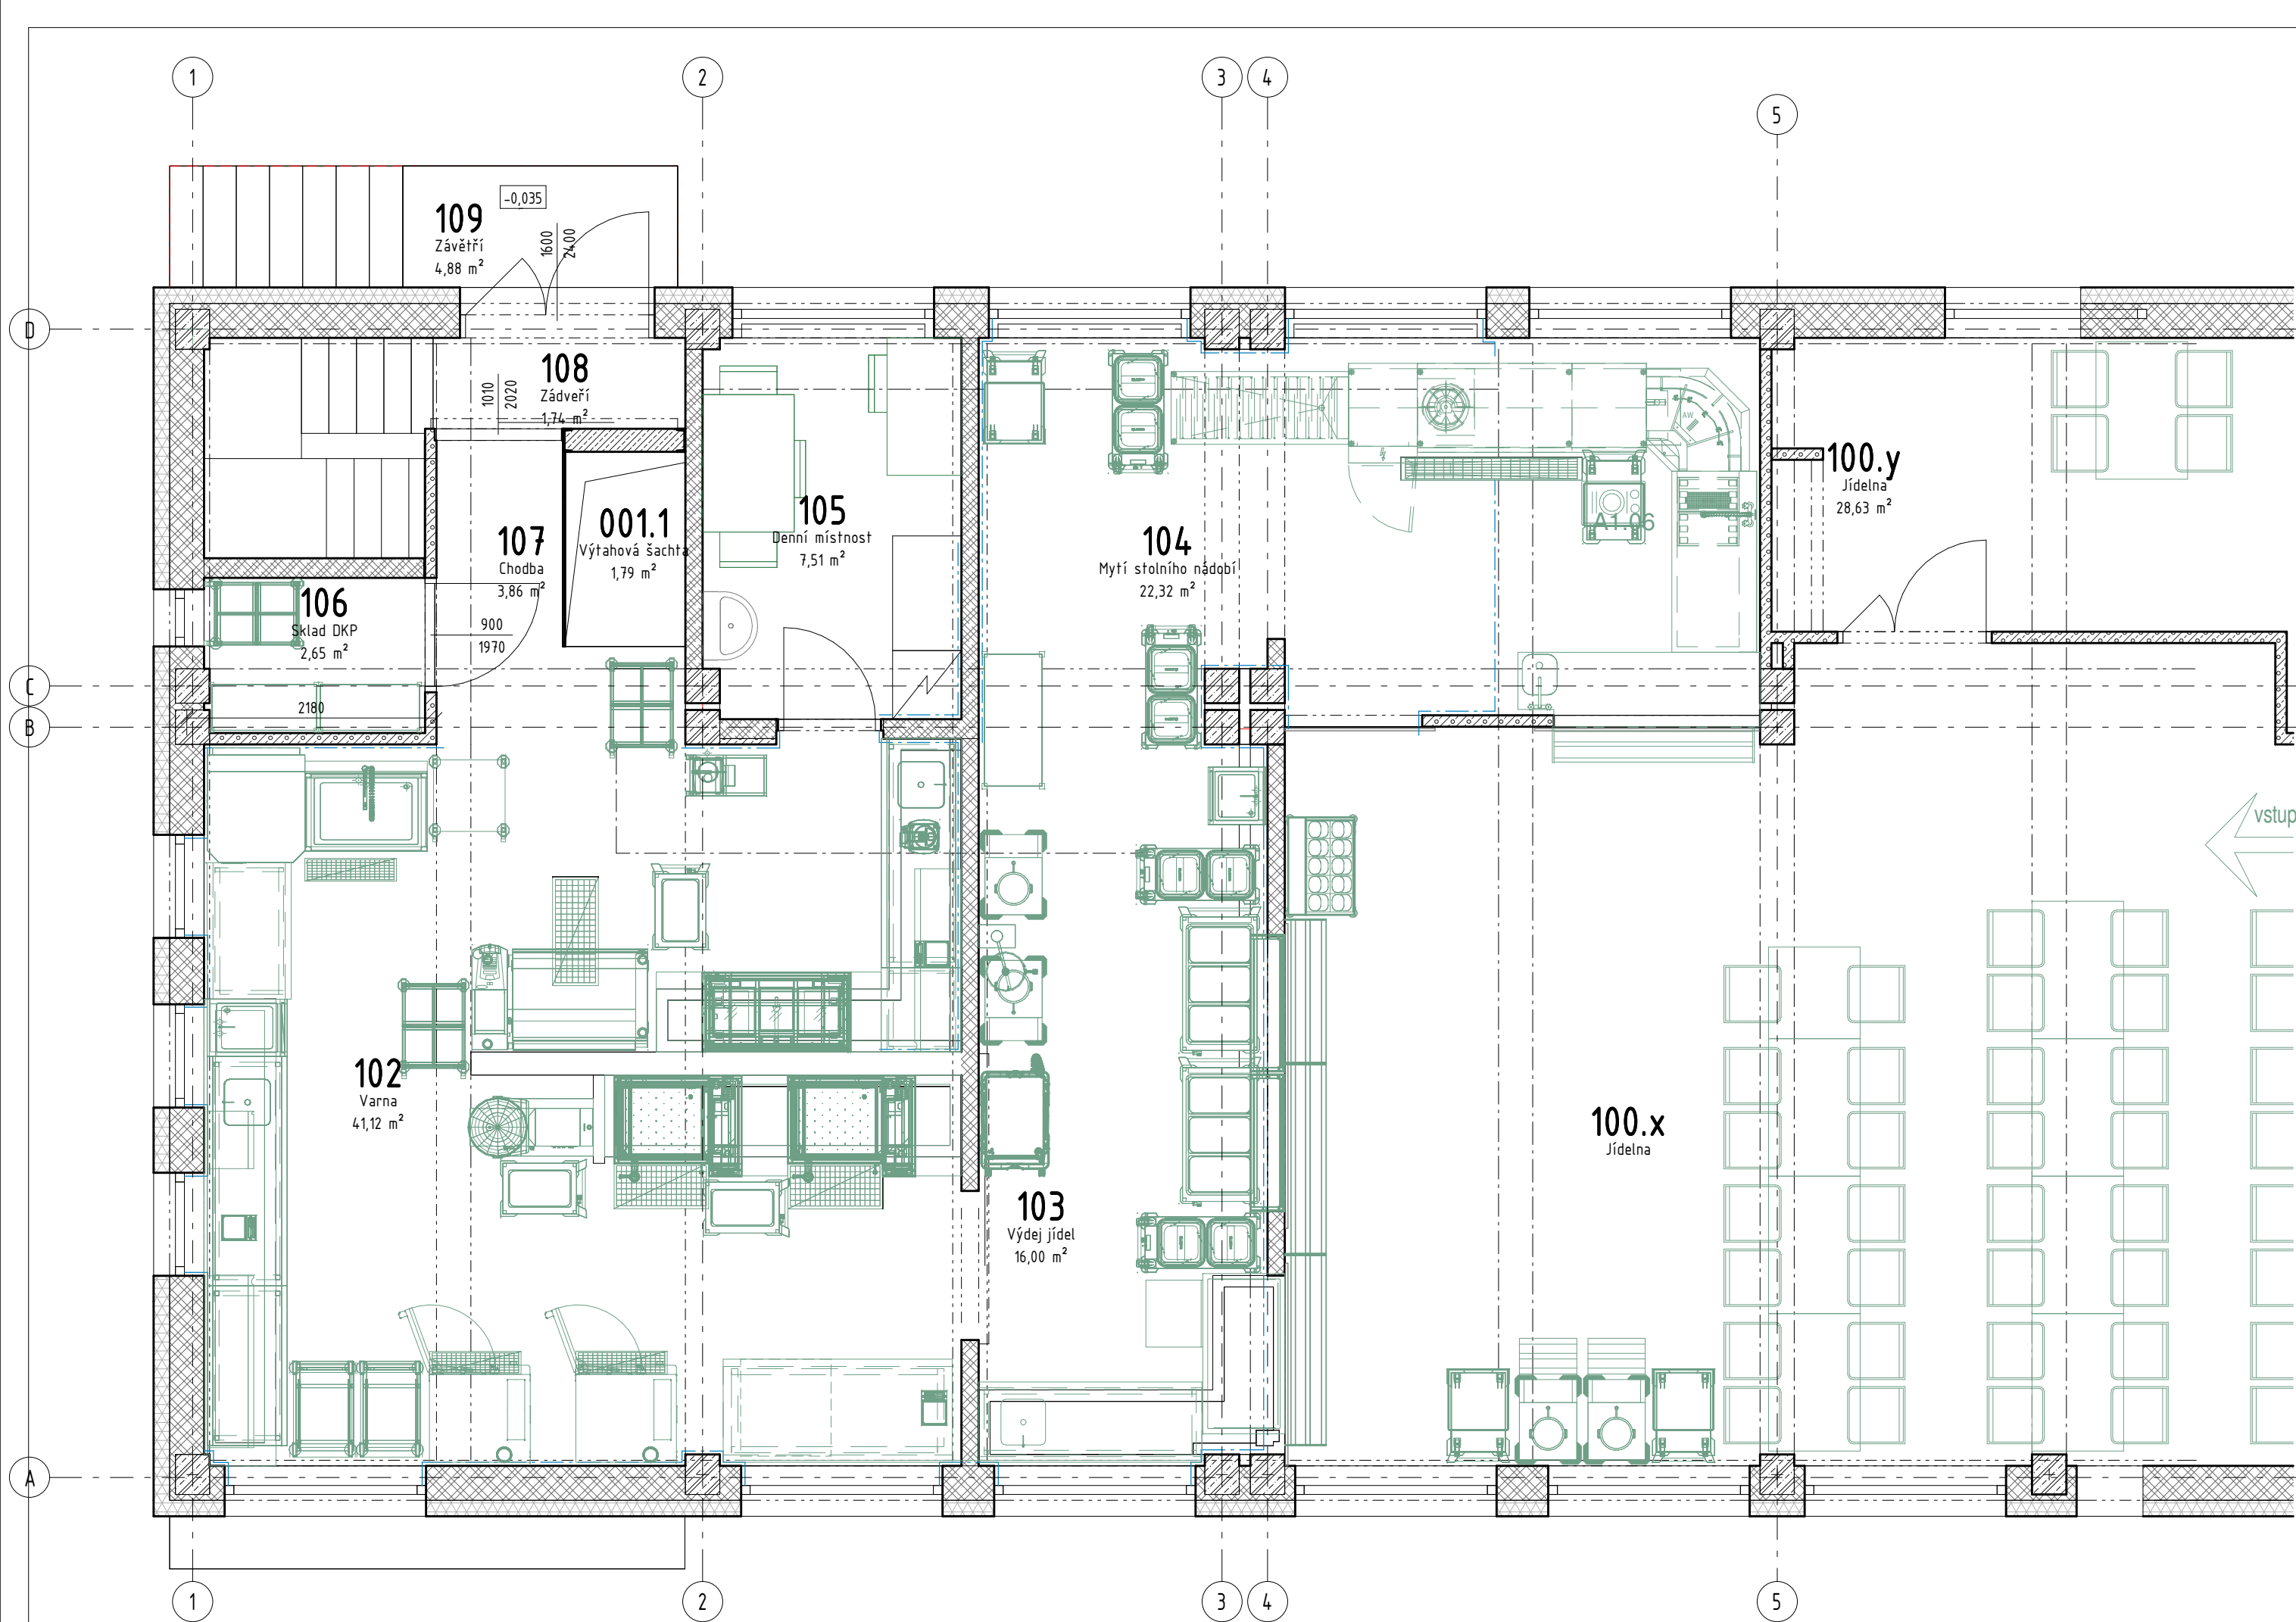 1
2
3
4
5
109
Závětří
4,88 m²
-0,035
1600
2400
D
108
Zádveří
1,74 m²
1010
2020
AW
100.y
Jídelna
28,63 m²
105
Denní místnost
7,51 m²
001.1
Výtahová šachta
1,79 m²
107
Chodba
3,86 m²
104
Mytí stolního nádobí
22,32 m²
A1.06
106
Sklad DKP
2,65 m²
900
1970
C
2180
B
vstup
102
Varna
41,12 m²
100.x
Jídelna
103
Výdej jídel
16,00 m²
A
1
2
3
4
5